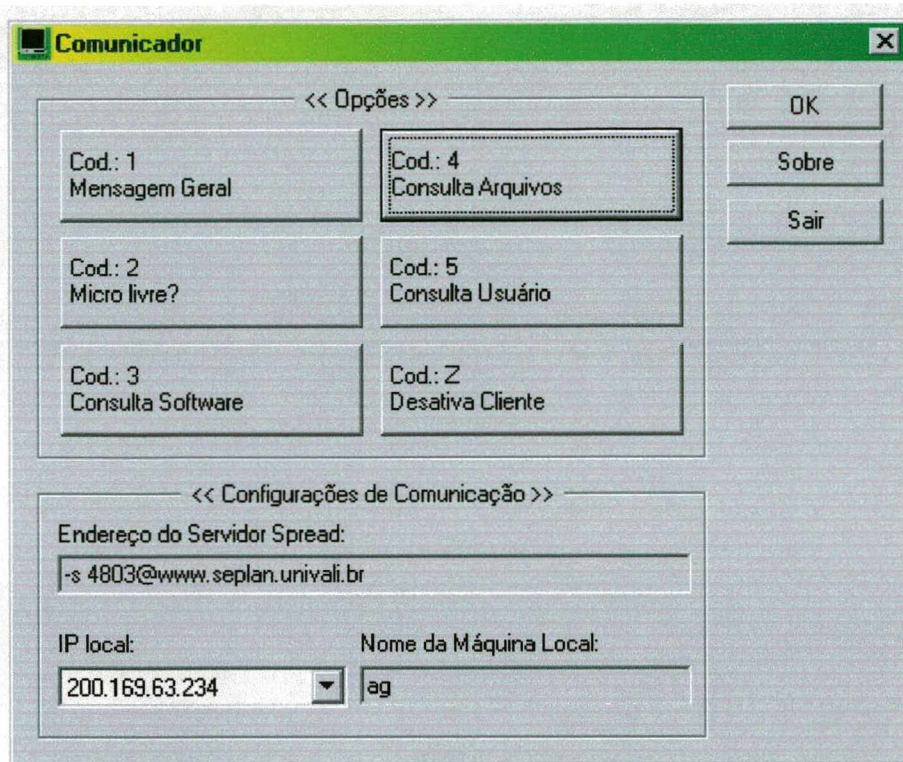 Comunicador
<< Opções >>
OK
Cod.: 1
Mensagem Geral
Cod.: 4
Consulta Arquivos
Sobre
Sair
Cod.: 2
Micro livre?
Cod.: 5
Consulta Usuário
Cod.: 3
Consulta Software
Cod.: Z
Desativa Cliente
<< Configurações de Comunicação >>
Endereço do Servidor Spread:
-s 4803@www.seplan.univali.br
IP local:
Nome da Máquina Local:
200.169.63.234
ag